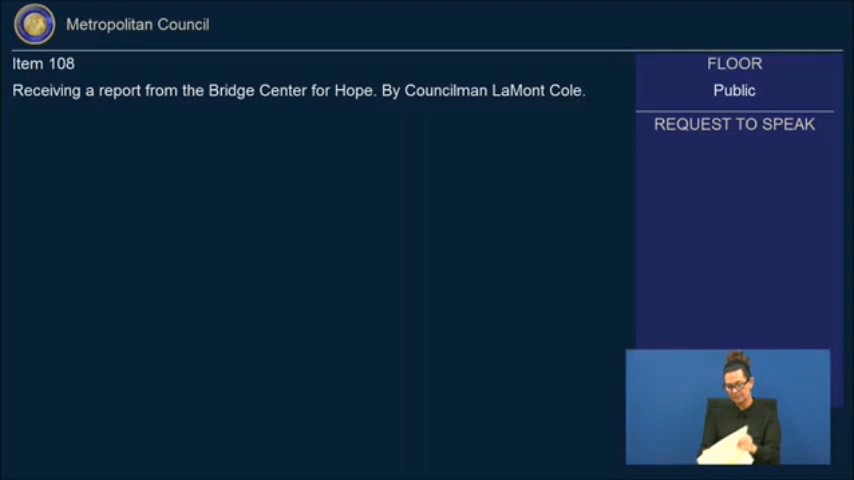 Metropolitan Council
Item 108
Receiving a report from the Bridge Center for Hope. By Councilman LaMont Cole.
FLOOR
Public
REQUEST TO SPEAK